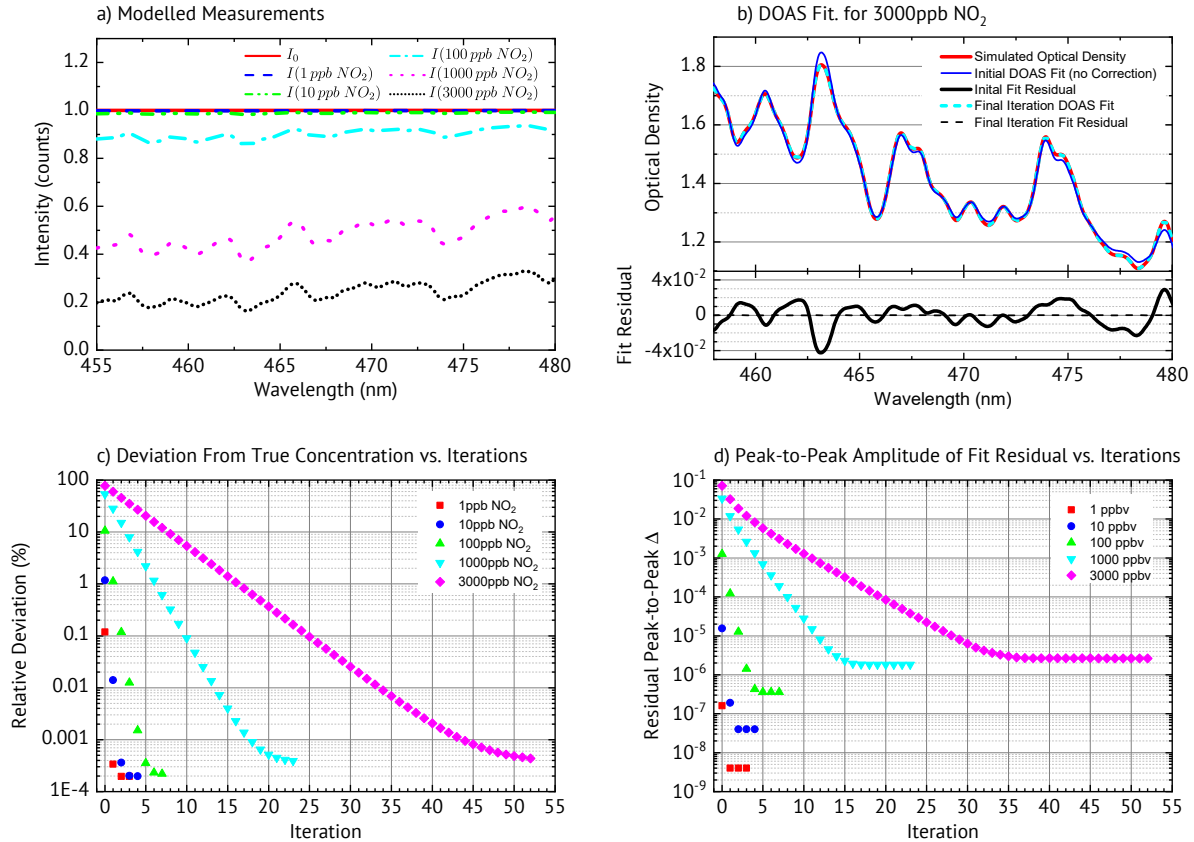 a) Modelled Measurements
1.2
1.0
0.8
0.6
0.4
0.2
0.0
Intensity (counts)
I0
I(1 ppb NO2)
I(10 ppb NO2)
I(100 ppb NO2)
I(1000 ppb NO2)
I(3000 ppb NO2)
455 460 465 470 475 480
Wavelength (nm)
b) DOAS Fit. for 3000ppb NO2
1.8
1.6
1.4
1.2
Optical Density
Simulated Optical Density
Initial DOAS Fit (no Correction)
Inital Fit Residual
Final Iteration DOAS Fit
Final Iteration Fit Residual
4x10-2
0
-4x10-2
Fit Residual
460 465 470 475 480
Wavelength (nm)
c) Deviation From True Concentration vs. Iterations
100
10
1
0.1
0.01
0.001
1E-4
Relative Deviation (%)
1ppb NO2
10ppb NO2
100ppb NO2
1000ppb NO2
3000ppb NO2
0 5 10 15 20 25 30 35 40 45 50 55
Iteration
d) Peak-to-Peak Amplitude of Fit Residual vs. Iterations
10-1
10-2
10-3
10-4
10-5
10-6
10-7
10-8
10-9
Residual Peak-to-Peak Δ
1 ppbv
10 ppbv
100 ppbv
1000 ppbv
3000 ppbv
0 5 10 15 20 25 30 35 40 45 50 55
Iteration